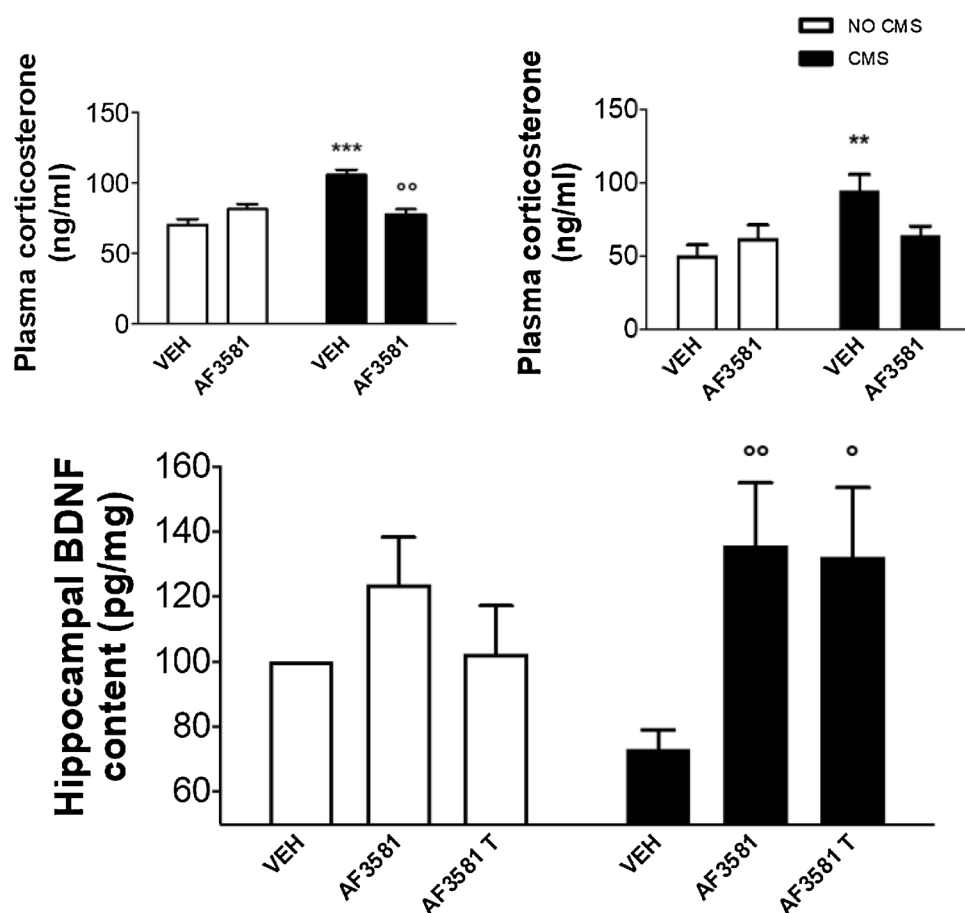 NO CMS
CMS
Plasma corticosterone
(ng/ml)
150
100
50
0
***
°°
VEH
AF3581
VEH
AF3581
Plasma corticosterone
(ng/ml)
150
100
50
0
**
VEH
AF3581
VEH
AF3581
Hippocampal BDNF
content (pg/mg)
160
140
120
100
80
60
°°
°
VEH
AF3581
AF3581 T
VEH
AF3581
AF3581 T